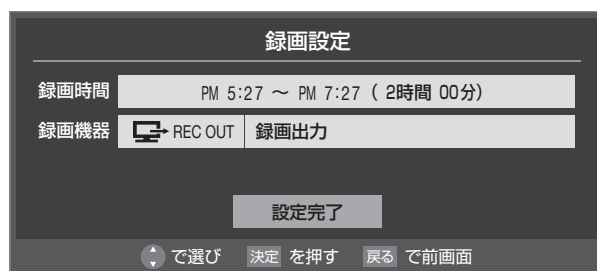 録画設定
録画時間 PM 5:27 ～ PM 7:27 ( 2時間 00分)
録画機器 REC OUT 録画出力
設定完了
で選び 決定 を押す 戻る で前画面